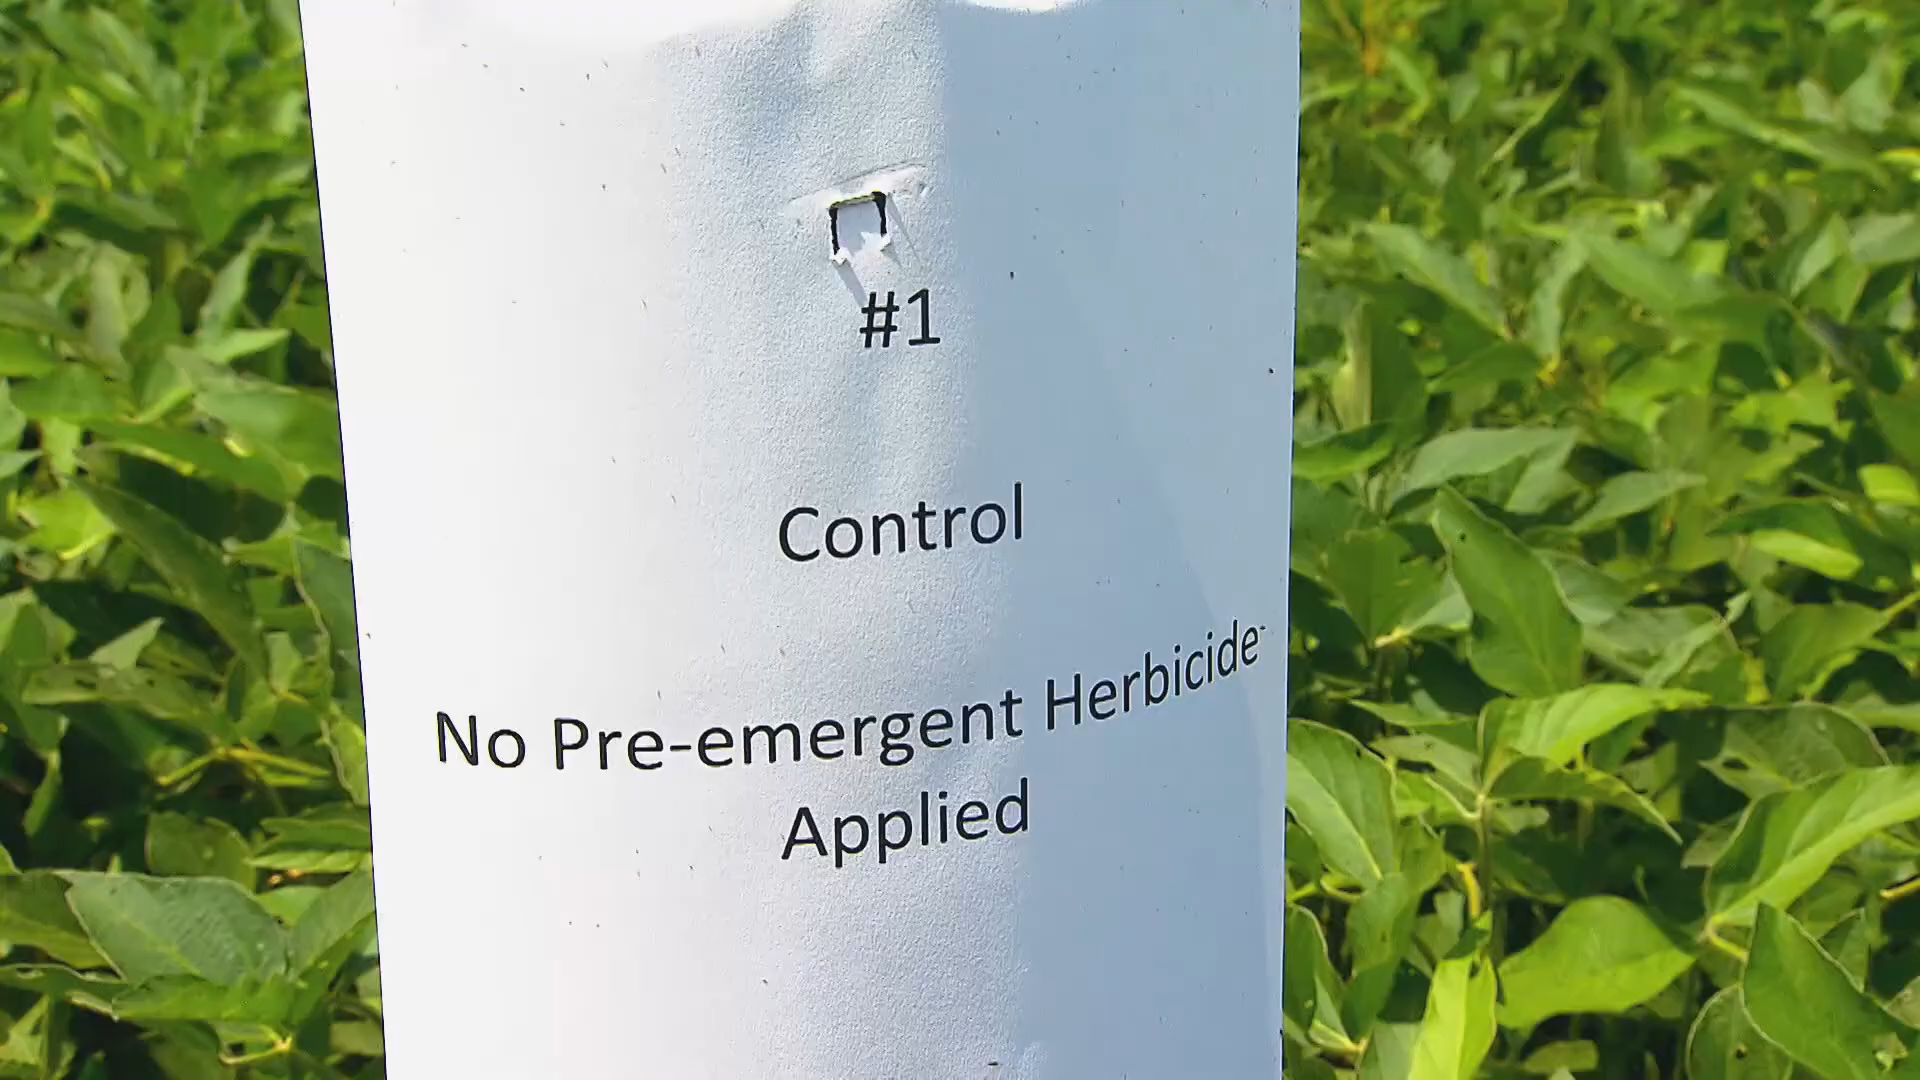 #1
Control
No Pre-emergent Herbicide
Applied